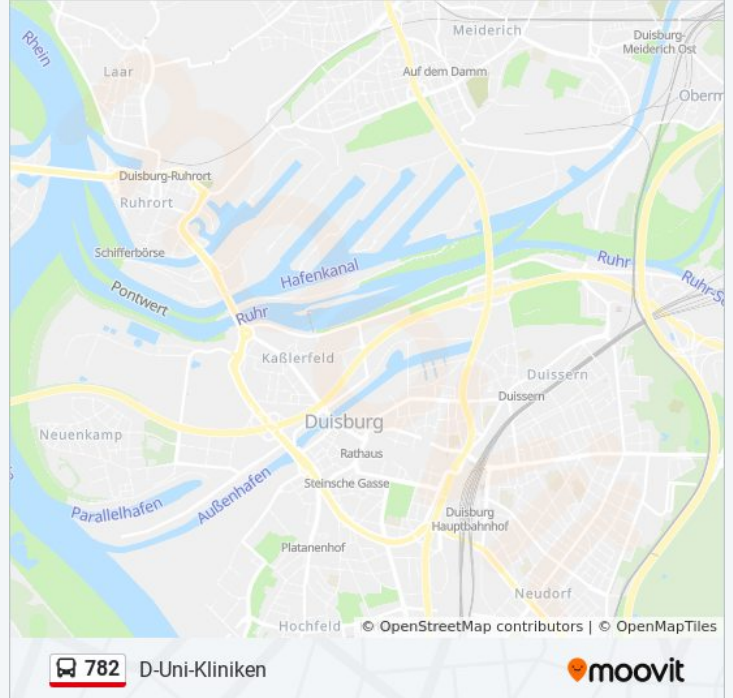 Meiderich
Duisburg-
Meiderich Ost
Rhein
Laar
Auf dem Damm
Duisburg-Ruhrort
Ruhrort
Schifferbörse
Hafenkanal
Ruhr
Pontwert
Ruhr
Kaßlerfeld
Duissern
Duissern
Duisburg
Neuenkamp
Rathaus
Steinsche Gasse
Außenhafen
Parallelhafen
Duisburg
Hauptbahnhof
Platanenhof
Neudorf
Hochfeld
© OpenStreetMap contributors | © OpenMapTiles
782 D-Uni-Kliniken
moovit